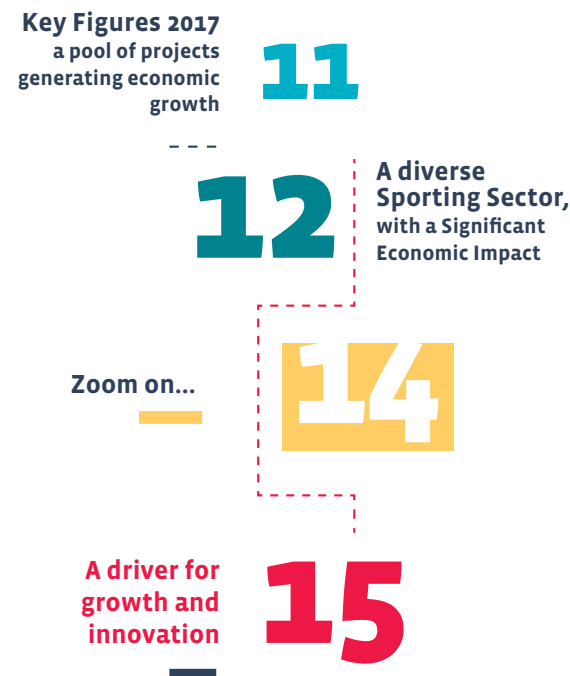 Key Figures 2017
a pool of projects
generating economic
growth
11
12
A diverse
Sporting Sector,
with a Significant
Economic Impact
Zoom on...
14
A driver for
growth and
innovation
15